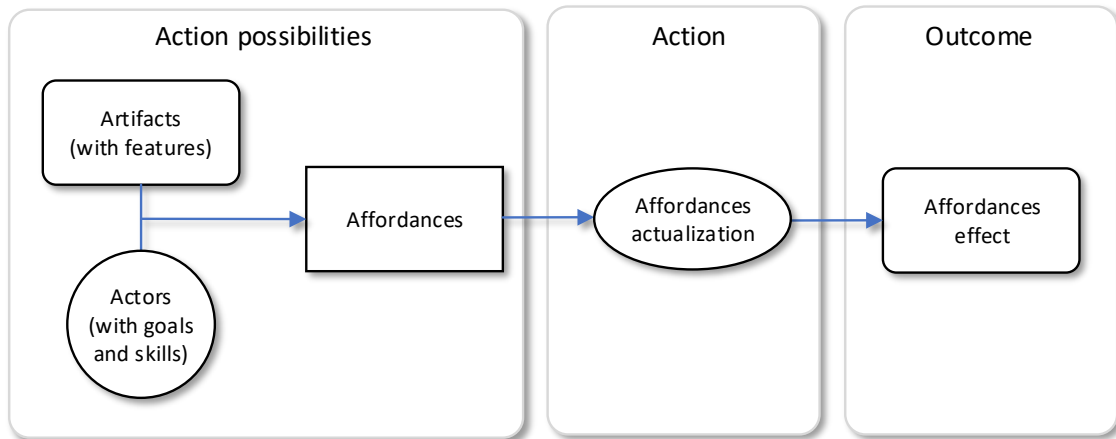 Action possibilities
Artifacts
(with features)
Actors
(with goals
and skills)
Affordances
Action
Affordances
actualization
Outcome
Affordances
effect